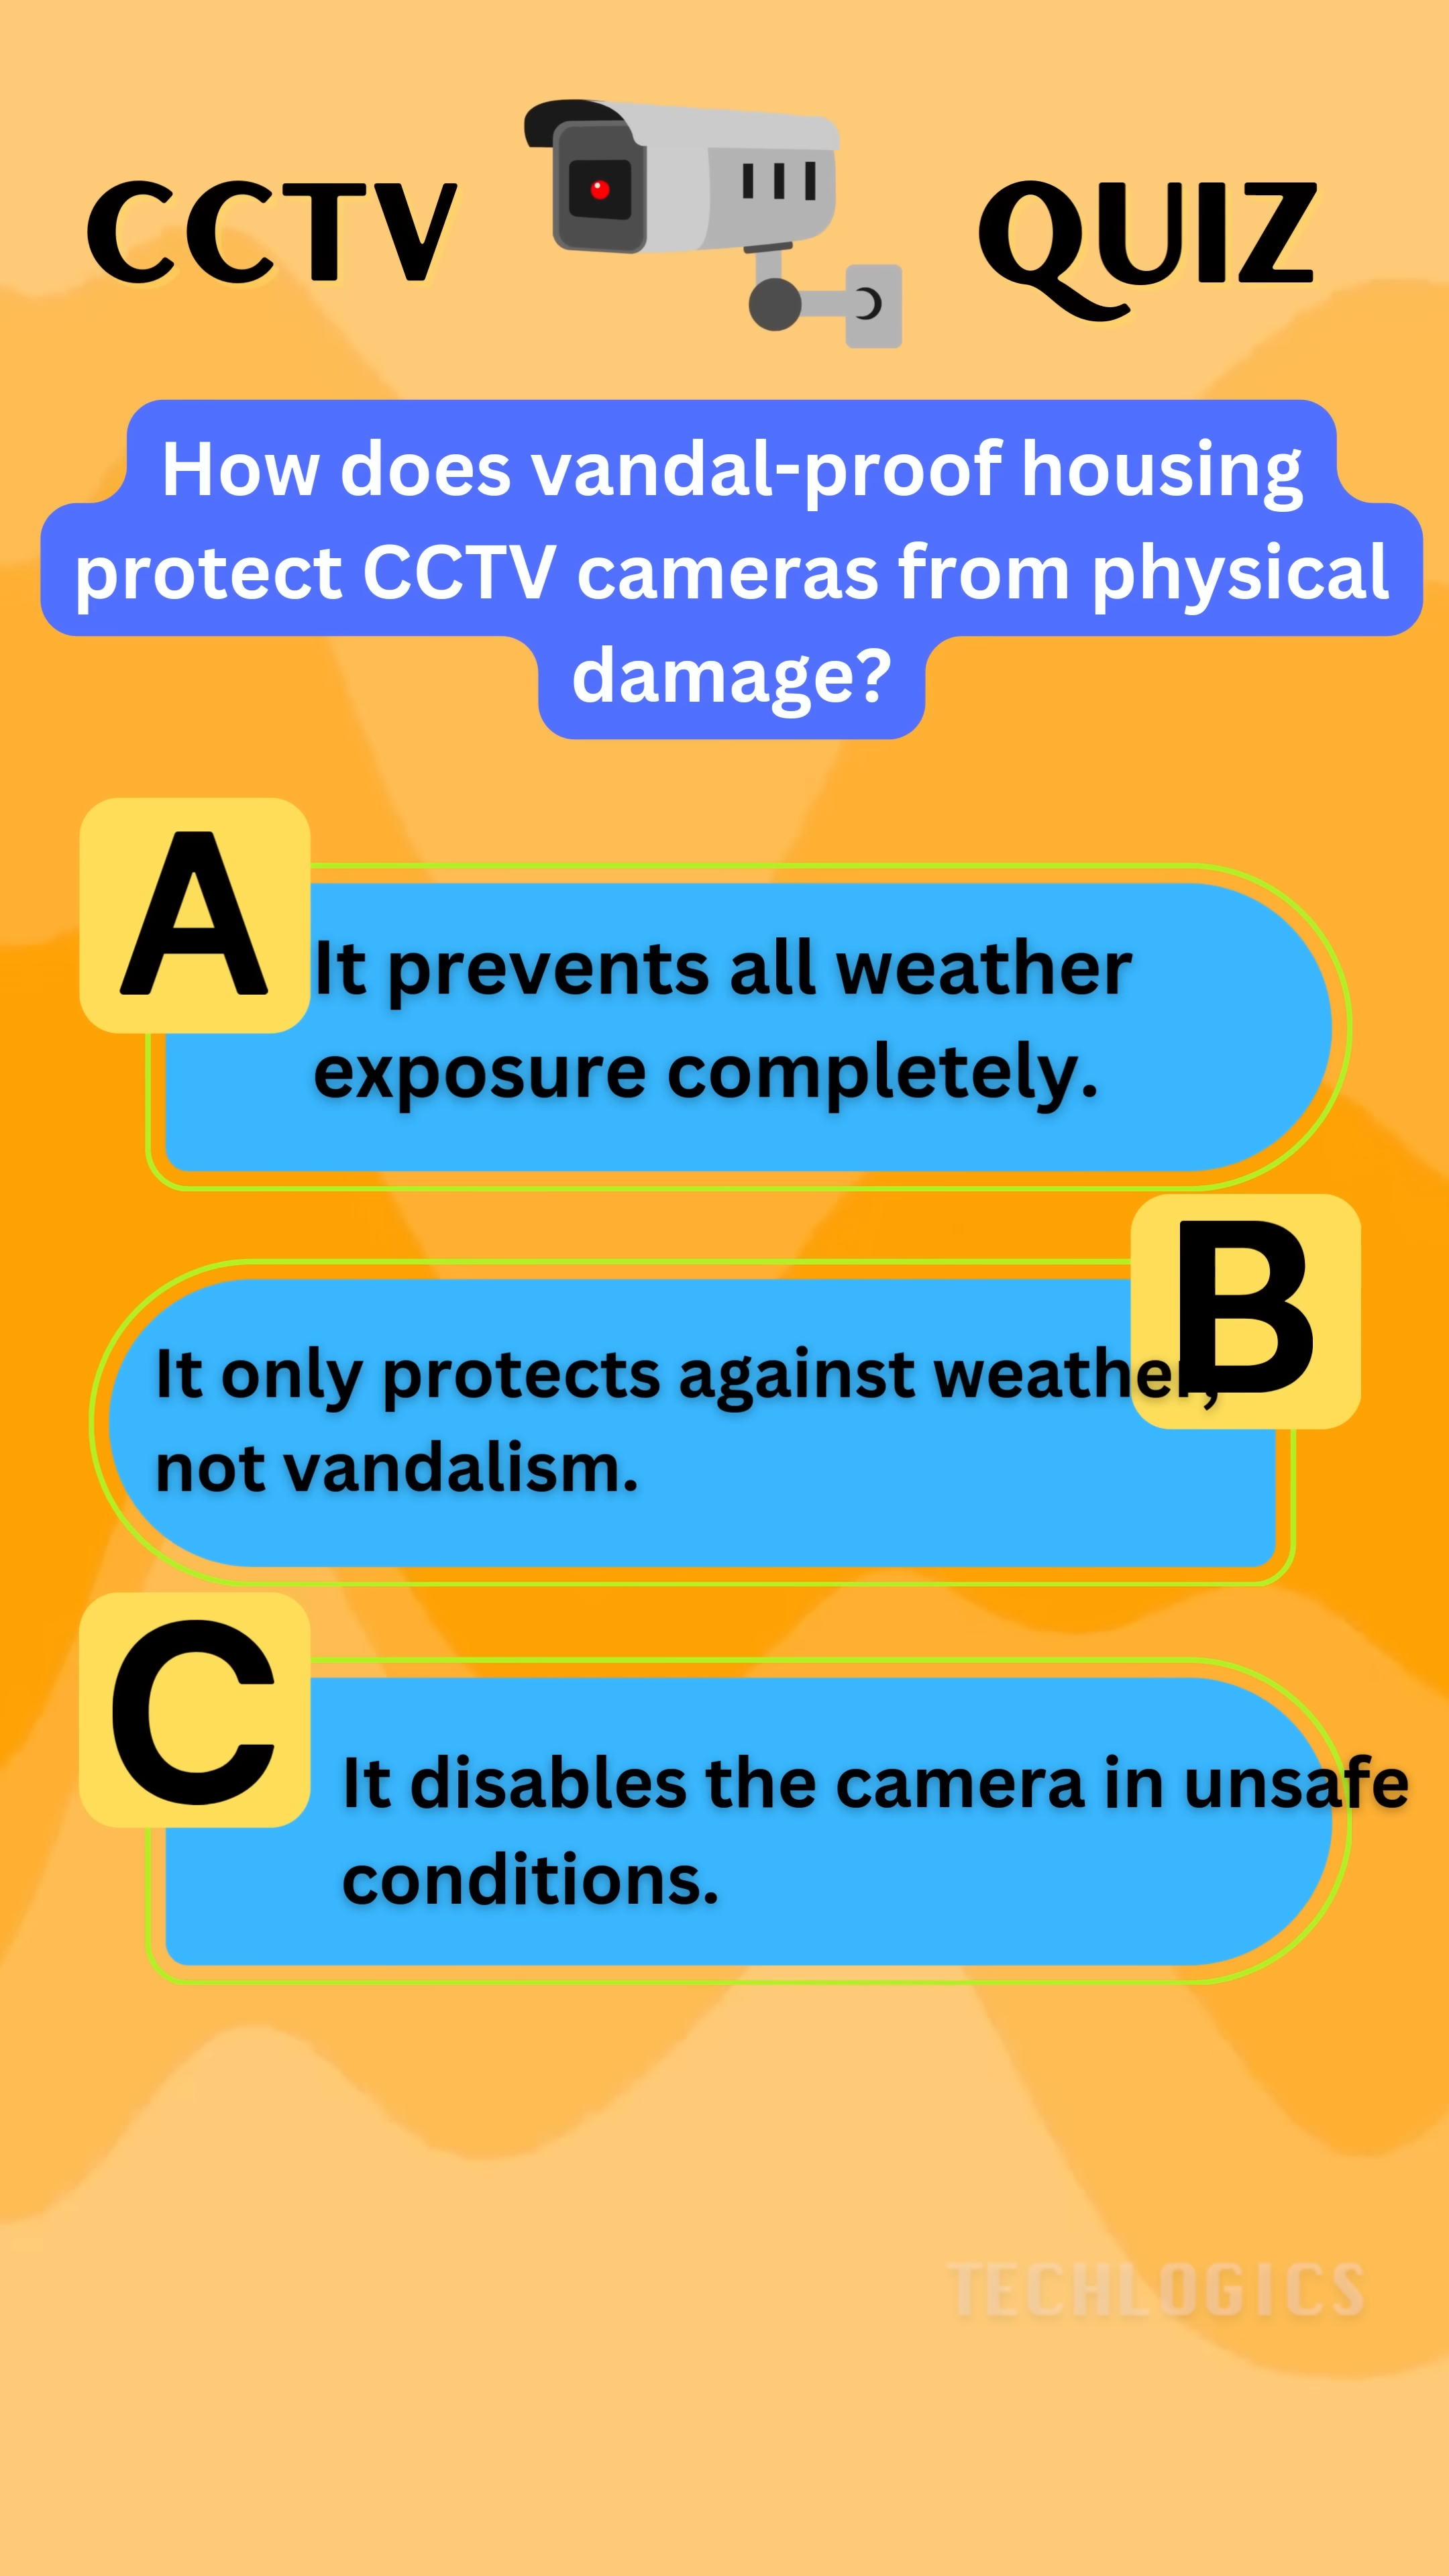 CCTV QUIZ
How does vandal-proof housing
protect CCTV cameras from physical
damage?
A
It prevents all weather
exposure completely.
B
It only protects against weather,
not vandalism.
C
It disables the camera in unsafe
conditions.
TECHLOGICS